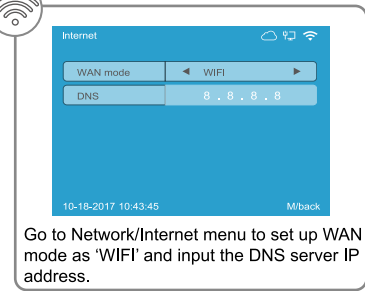 Internet
WAN mode ◄ WIFI ►
DNS 8 . 8 . 8 . 8
10-18-2017 10:43:45 M/back
Go to Network/Internet menu to set up WAN
mode as ‘WIFI’ and input the DNS server IP
address.